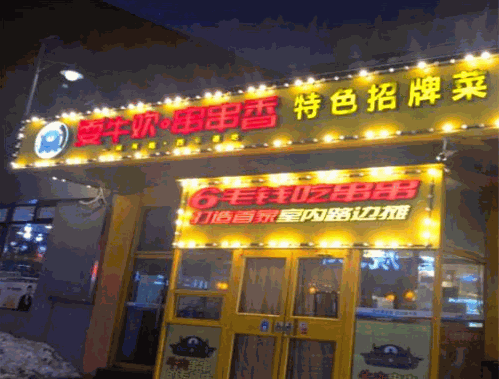 耍牛欢·串串香 特色招牌菜
6毛钱吃串串
打造首家室内路边摊